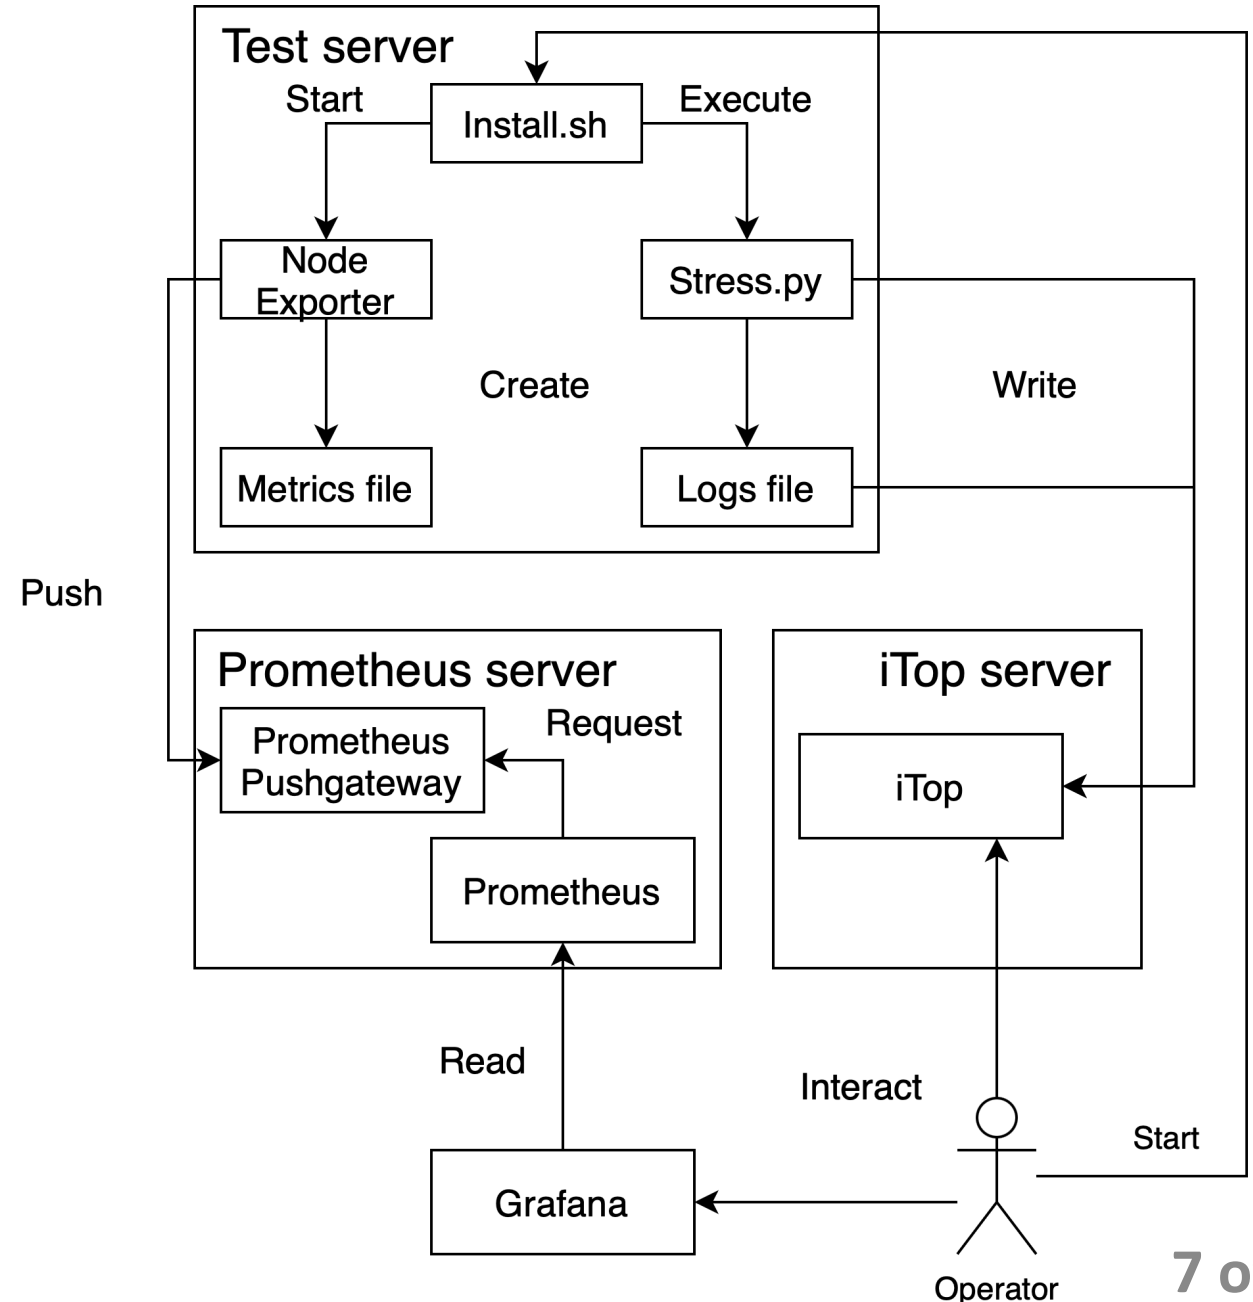 Test server
Start
Execute
Install.sh
Node
Exporter
Stress.py
Create
Write
Metrics file
Logs file
Push
Prometheus server
iTop server
Request
Prometheus
Pushgateway
iTop
Prometheus
Read
Interact
Start
Grafana
Operator
7 o